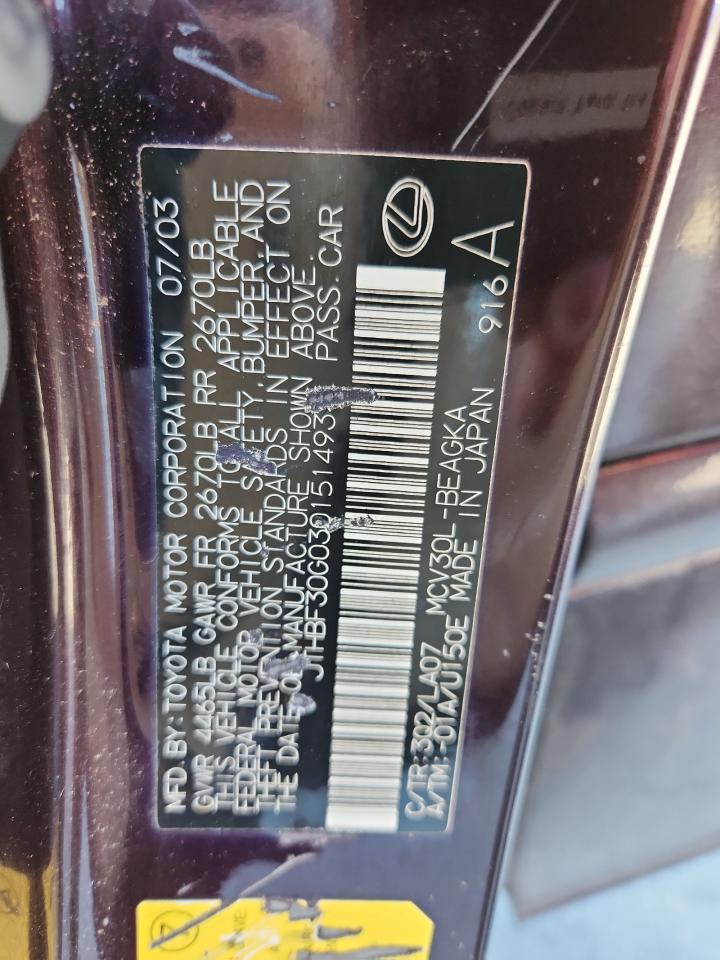 MFD.BY:TOYOTA MOTOR CORPORATION 07/03
GVWR 4465LB GAWR FR 2670LB RR 2670LB
THIS VEHICLE CONFORMS TO ALL APPLICABLE
FEDERAL MOTOR VEHICLE SAFETY, BUMPER, AND
THEFT PREVENTION STANDARDS IN EFFECT ON
THE DATE OF MANUFACTURE SHOWN ABOVE.
JTHBF30G030151493 PASS.CAR
C/TR:3Q2/LA07 MCV30L-BEAGKA
A/TM:-01A/U150E MADE IN JAPAN 916 A